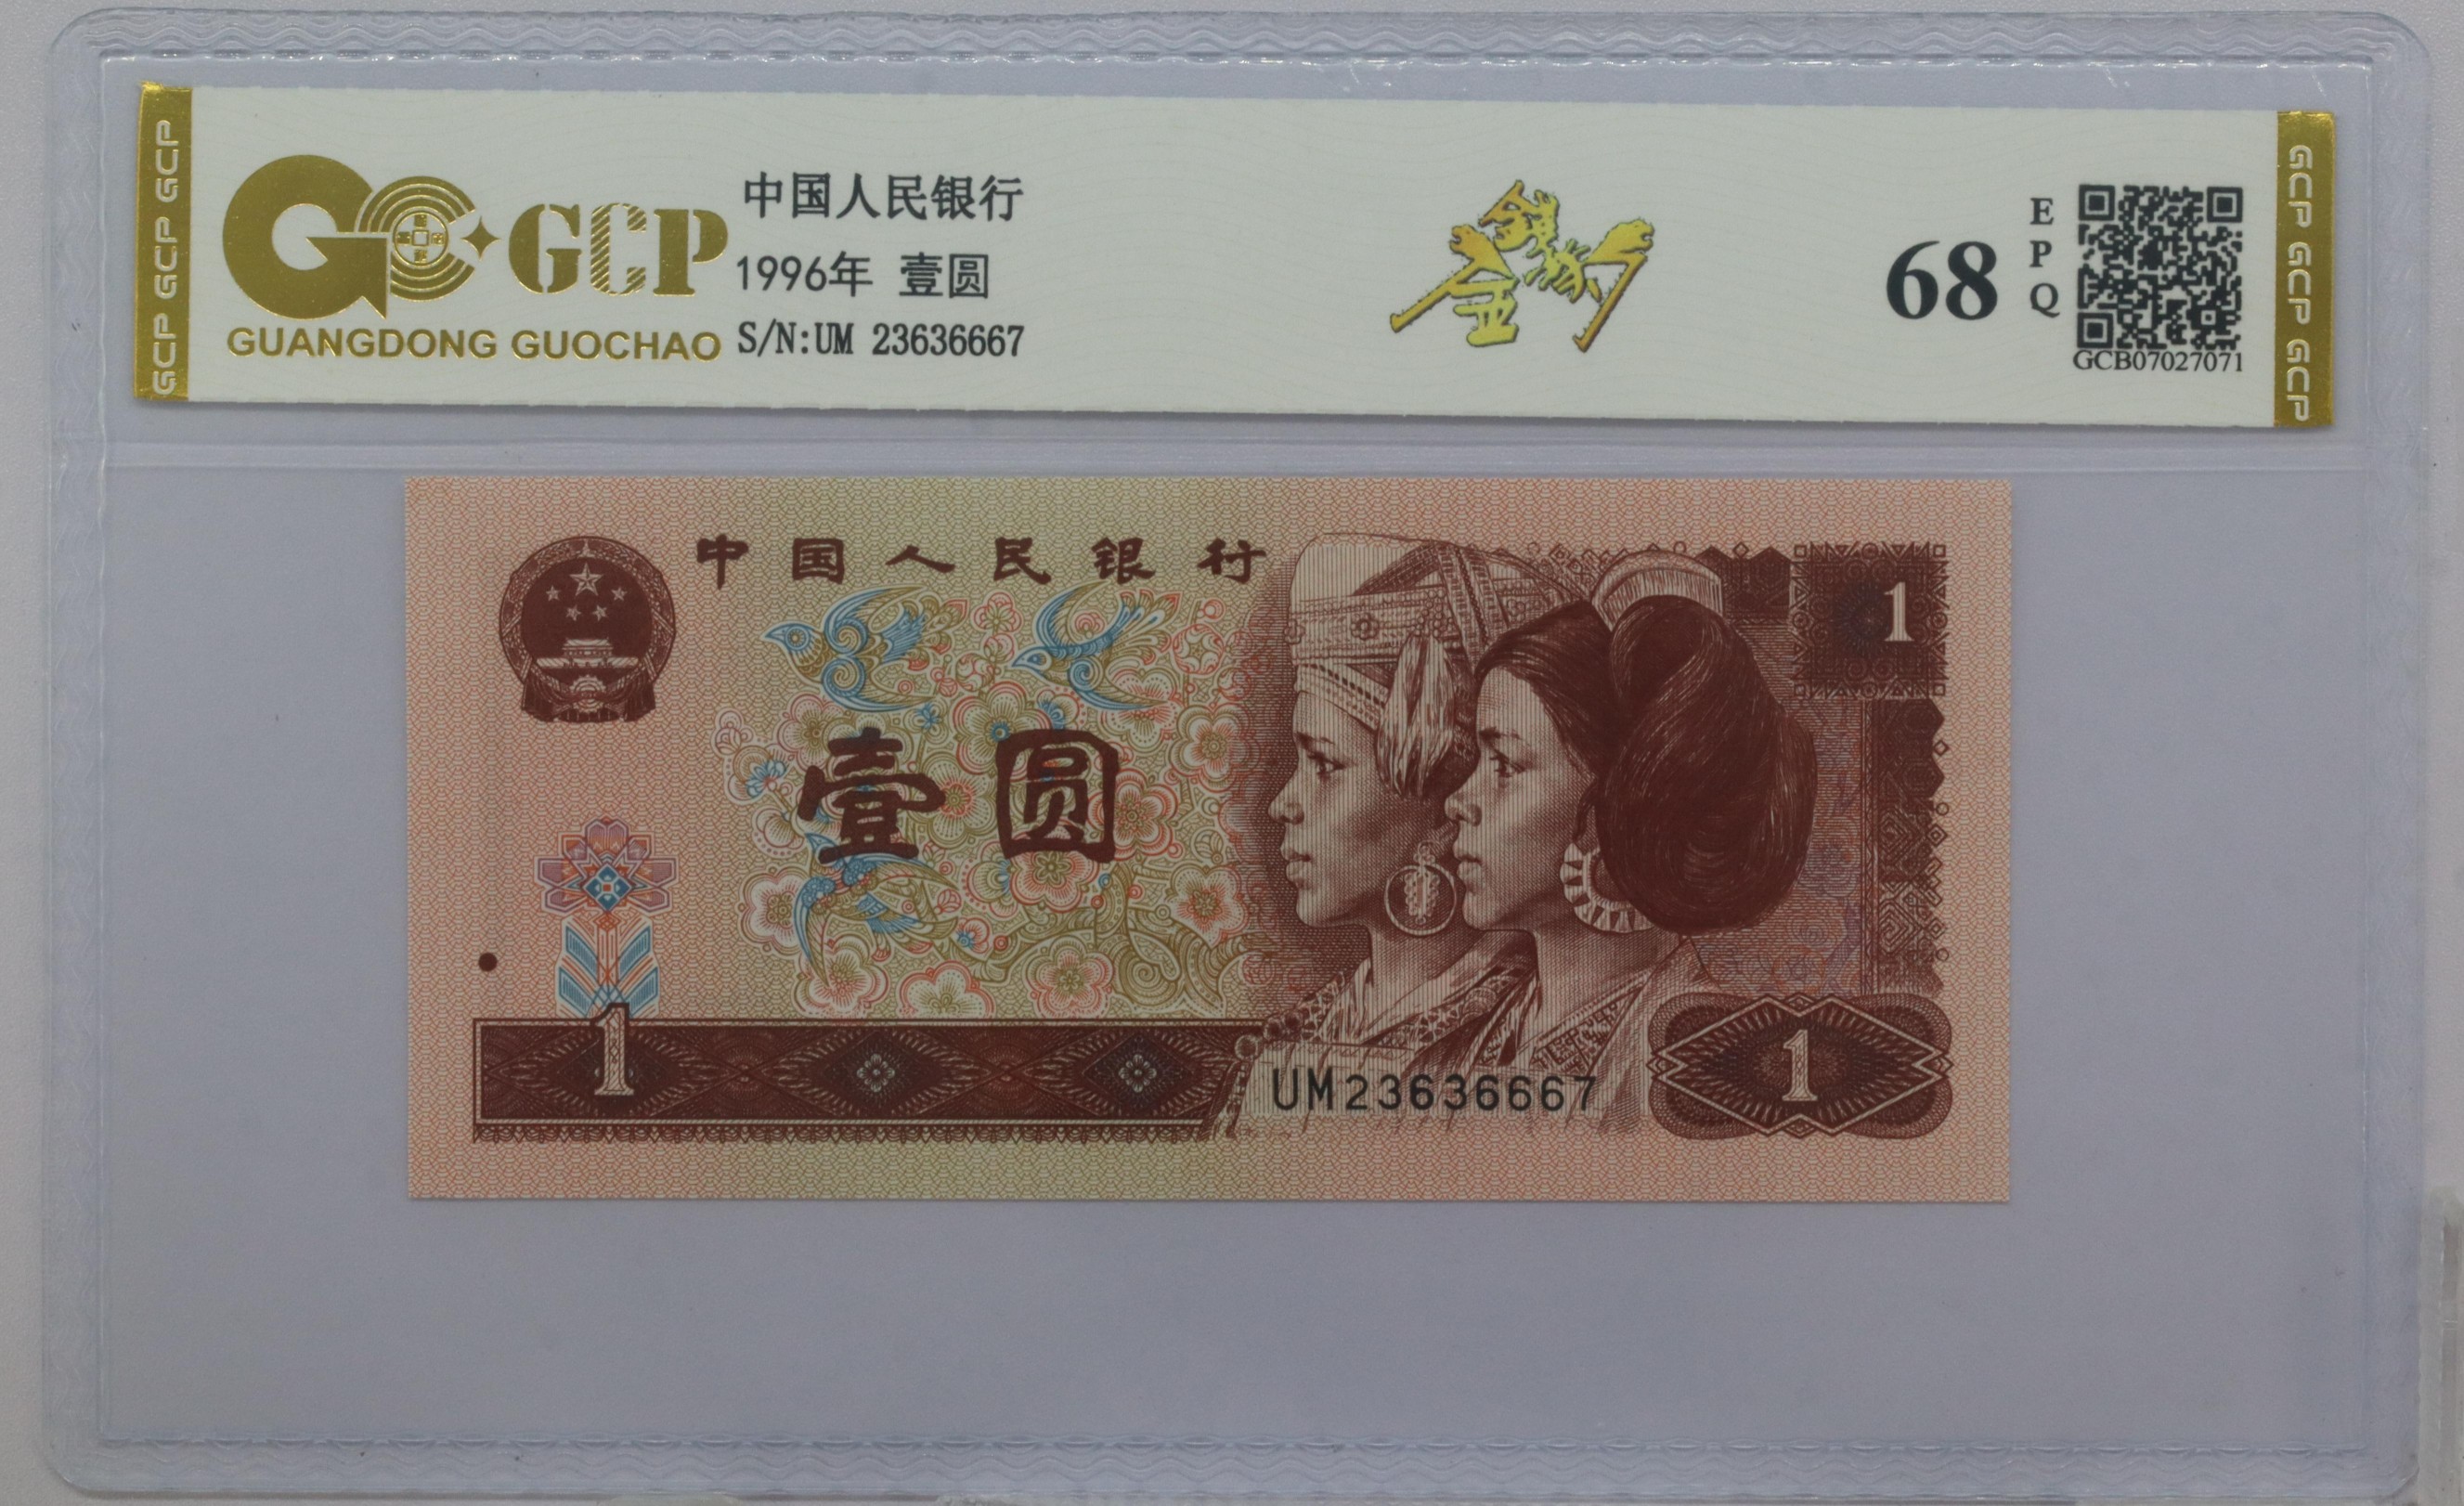 GCP GCP GCP
GCP
GUANGDONG GUOCHAO
中国人民银行
1996年 壹圆
S/N:UM 23636667
68
EPQ
GCB07027071
GCP GCP GCP
中国人民银行
1
壹圆
1
UM23636667
1